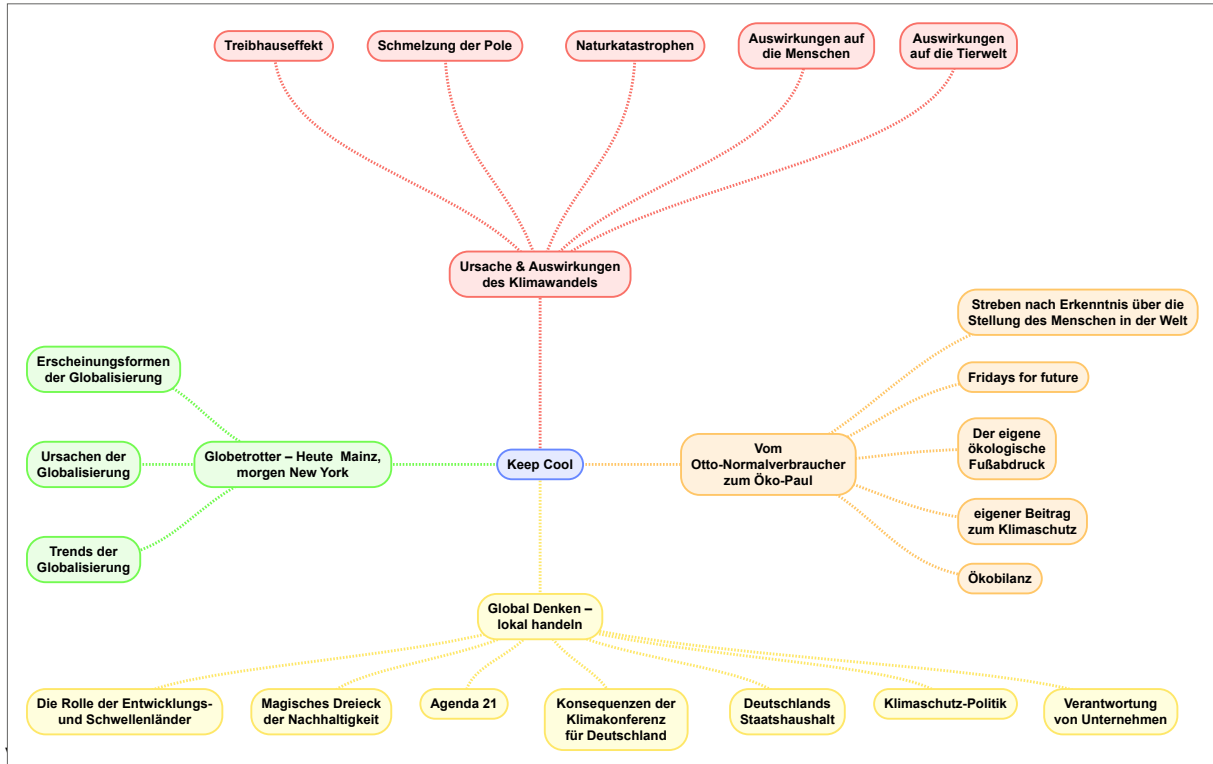 Treibhauseffekt
Schmelzung der Pole
Naturkatastrophen
Auswirkungen auf
die Menschen
Auswirkungen
auf die Tierwelt
Ursache & Auswirkungen
des Klimawandels
Streben nach Erkenntnis über die
Stellung des Menschen in der Welt
Fridays for future
Der eigene
ökologische
Fußabdruck
eigener Beitrag
zum Klimaschutz
Ökobilanz
Vom
Otto-Normalverbraucher
zum Öko-Paul
Keep Cool
Globetrotter – Heute Mainz,
morgen New York
Erscheinungsformen
der Globalisierung
Ursachen der
Globalisierung
Trends der
Globalisierung
Global Denken –
lokal handeln
Die Rolle der Entwicklungs-
und Schwellenländer
Magisches Dreieck
der Nachhaltigkeit
Agenda 21
Konsequenzen der
Klimakonferenz
für Deutschland
Deutschlands
Staatshaushalt
Klimaschutz-Politik
Verantwortung
von Unternehmen